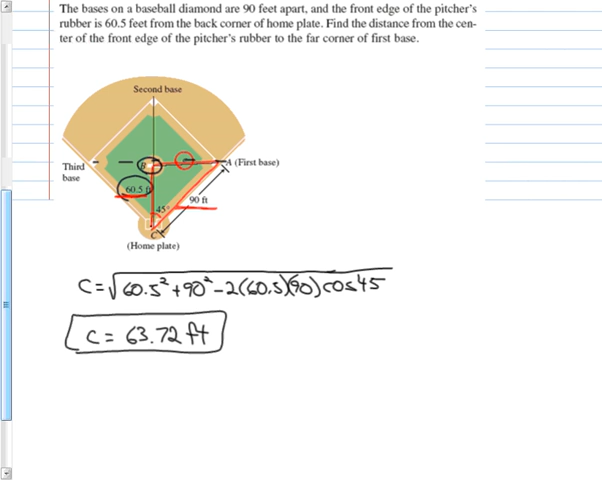 The bases on a baseball diamond are 90 feet apart, and the front edge of the pitcher's
rubber is 60.5 feet from the back corner of home plate. Find the distance from the cen-
ter of the front edge of the pitcher's rubber to the far corner of first base.
Second base
B
A (First base)
Third
base
60.5 ft
90 ft
45°
C
(Home plate)
C=√60.5²+90²-2(60.5)(90)cos45
C= 63.72 ft